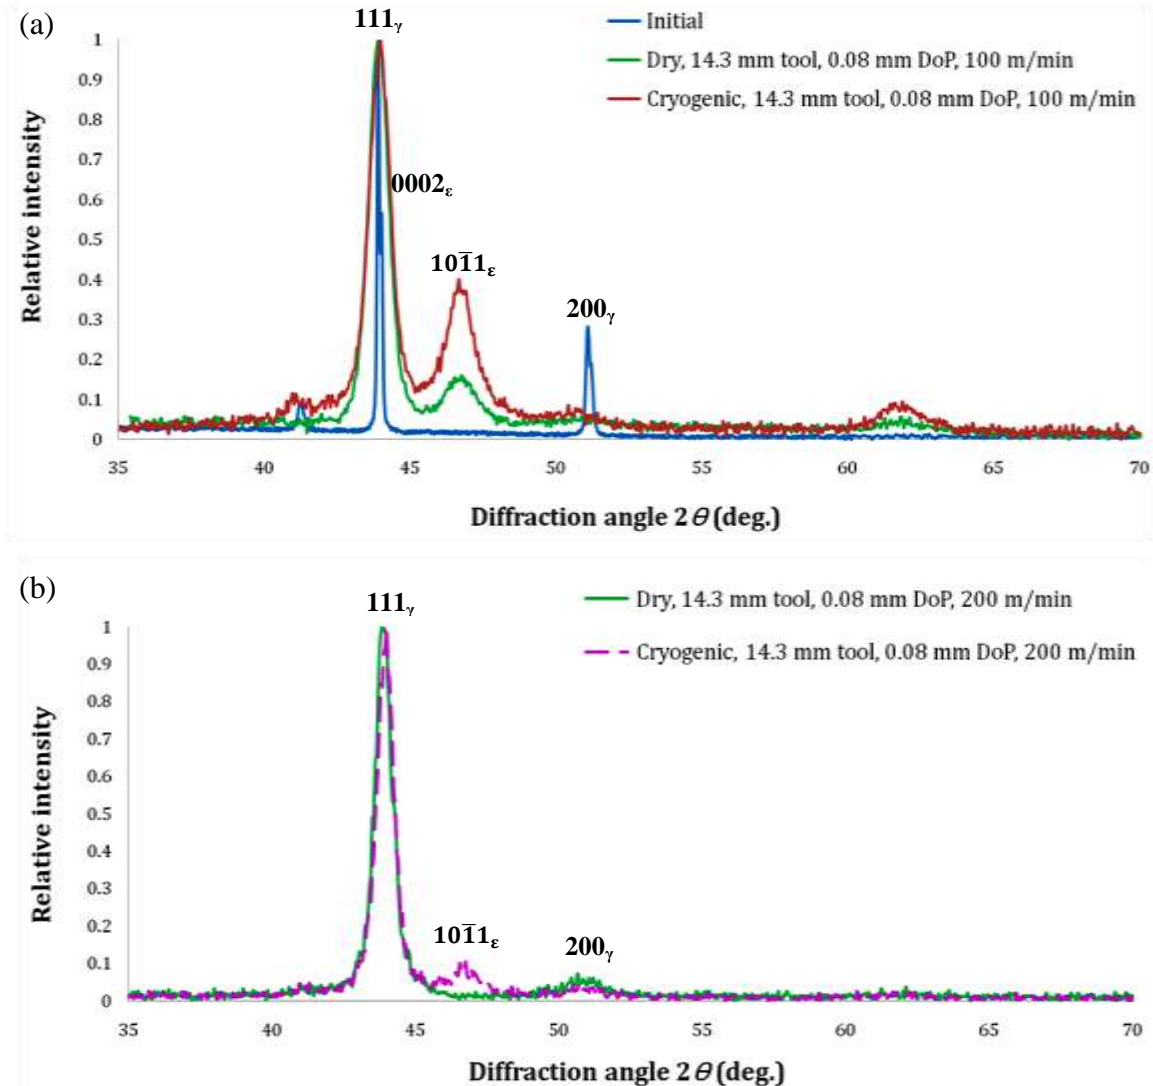 (a)
111γ
Initial
Dry, 14.3 mm tool, 0.08 mm DoP, 100 m/min
Cryogenic, 14.3 mm tool, 0.08 mm DoP, 100 m/min
Relative intensity
1
0.9
0.8
0.7
0.6
0.5
0.4
0.3
0.2
0.1
0
0002ε
101̄1ε
200γ
35 40 45 50 55 60 65 70
Diffraction angle 2θ (deg.)
(b)
111γ
Dry, 14.3 mm tool, 0.08 mm DoP, 200 m/min
Cryogenic, 14.3 mm tool, 0.08 mm DoP, 200 m/min
Relative intensity
1
0.9
0.8
0.7
0.6
0.5
0.4
0.3
0.2
0.1
0
101̄1ε
200γ
35 40 45 50 55 60 65 70
Diffraction angle 2θ (deg.)